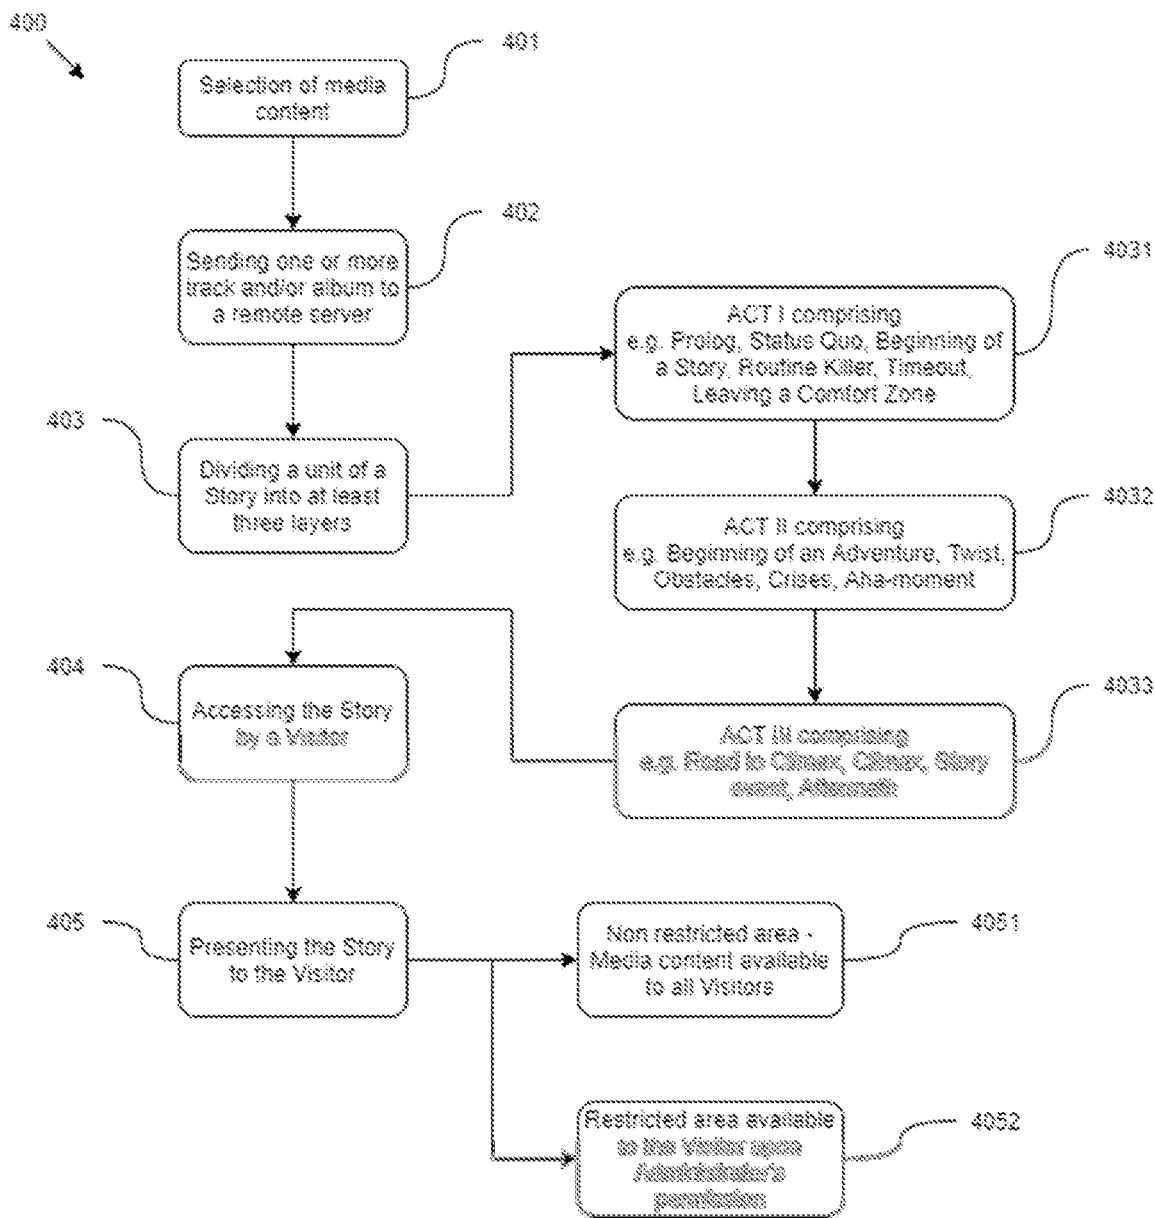 400
401
Selection of media
content
402
Sending one or more
track and/or album to
a remote server
4031
ACT I comprising
e.g. Prolog, Status Quo, Beginning of
a Story, Routine Killer, Timeout,
Leaving a Comfort Zone
403
Dividing a unit of a
Story into at least
three layers
4032
ACT II comprising
e.g. Beginning of an Adventure, Twist,
Obstacles, Crises, Aha-moment
404
Accessing the Story
by a Visitor
4033
ACT III comprising
e.g. Road to Climax, Climax, Story
event, Aftermath
405
Presenting the Story
to the Visitor
4051
Non restricted area -
Media content available
to all Visitors
4052
Restricted area available
to the Visitor upon
Administrator's
permission